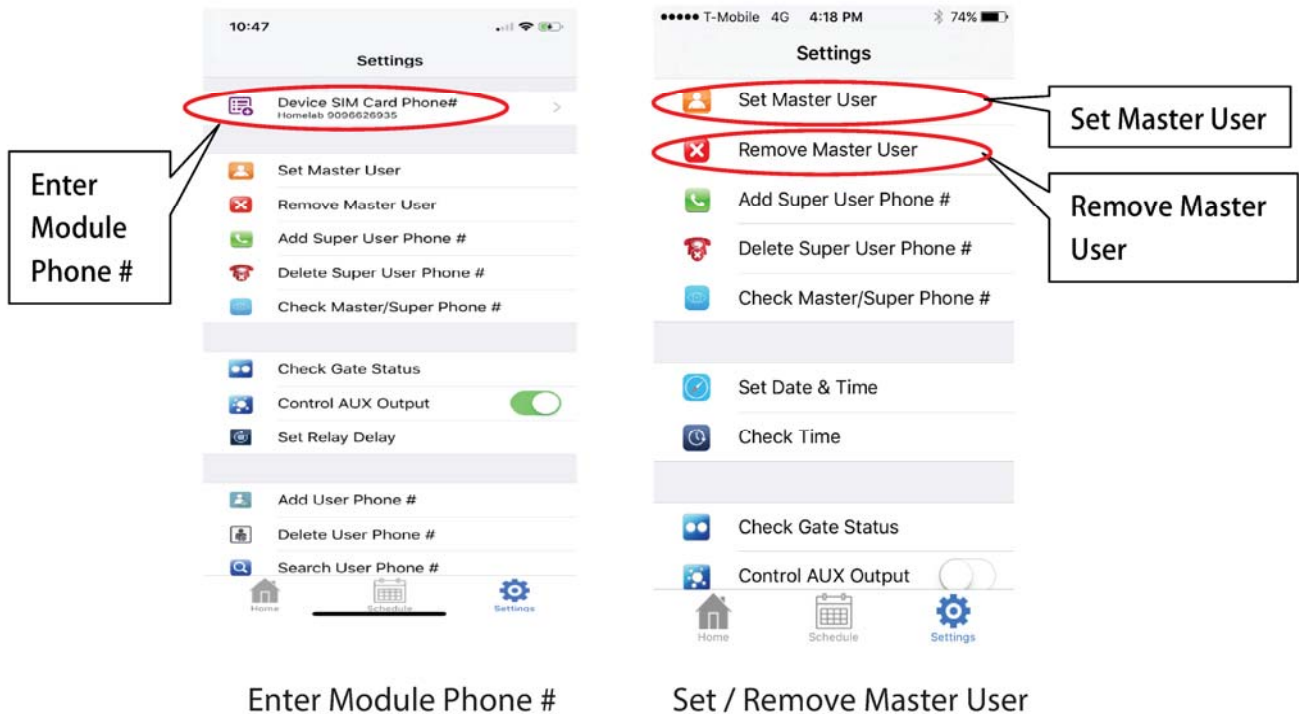 10:47
Settings
Device SIM Card Phone#
Homelab 9096626935
Set Master User
Remove Master User
Add Super User Phone #
Delete Super User Phone #
Check Master/Super Phone #
Check Gate Status
Control AUX Output
Set Relay Delay
Add User Phone #
Delete User Phone #
Search User Phone #
Home
Schedule
Settings
Enter
Module
Phone #
Enter Module Phone #
T-Mobile 4G 4:18 PM 74%
Settings
Set Master User
Remove Master User
Add Super User Phone #
Delete Super User Phone #
Check Master/Super Phone #
Set Date & Time
Check Time
Check Gate Status
Control AUX Output
Home
Schedule
Settings
Set Master User
Remove Master
User
Set / Remove Master User